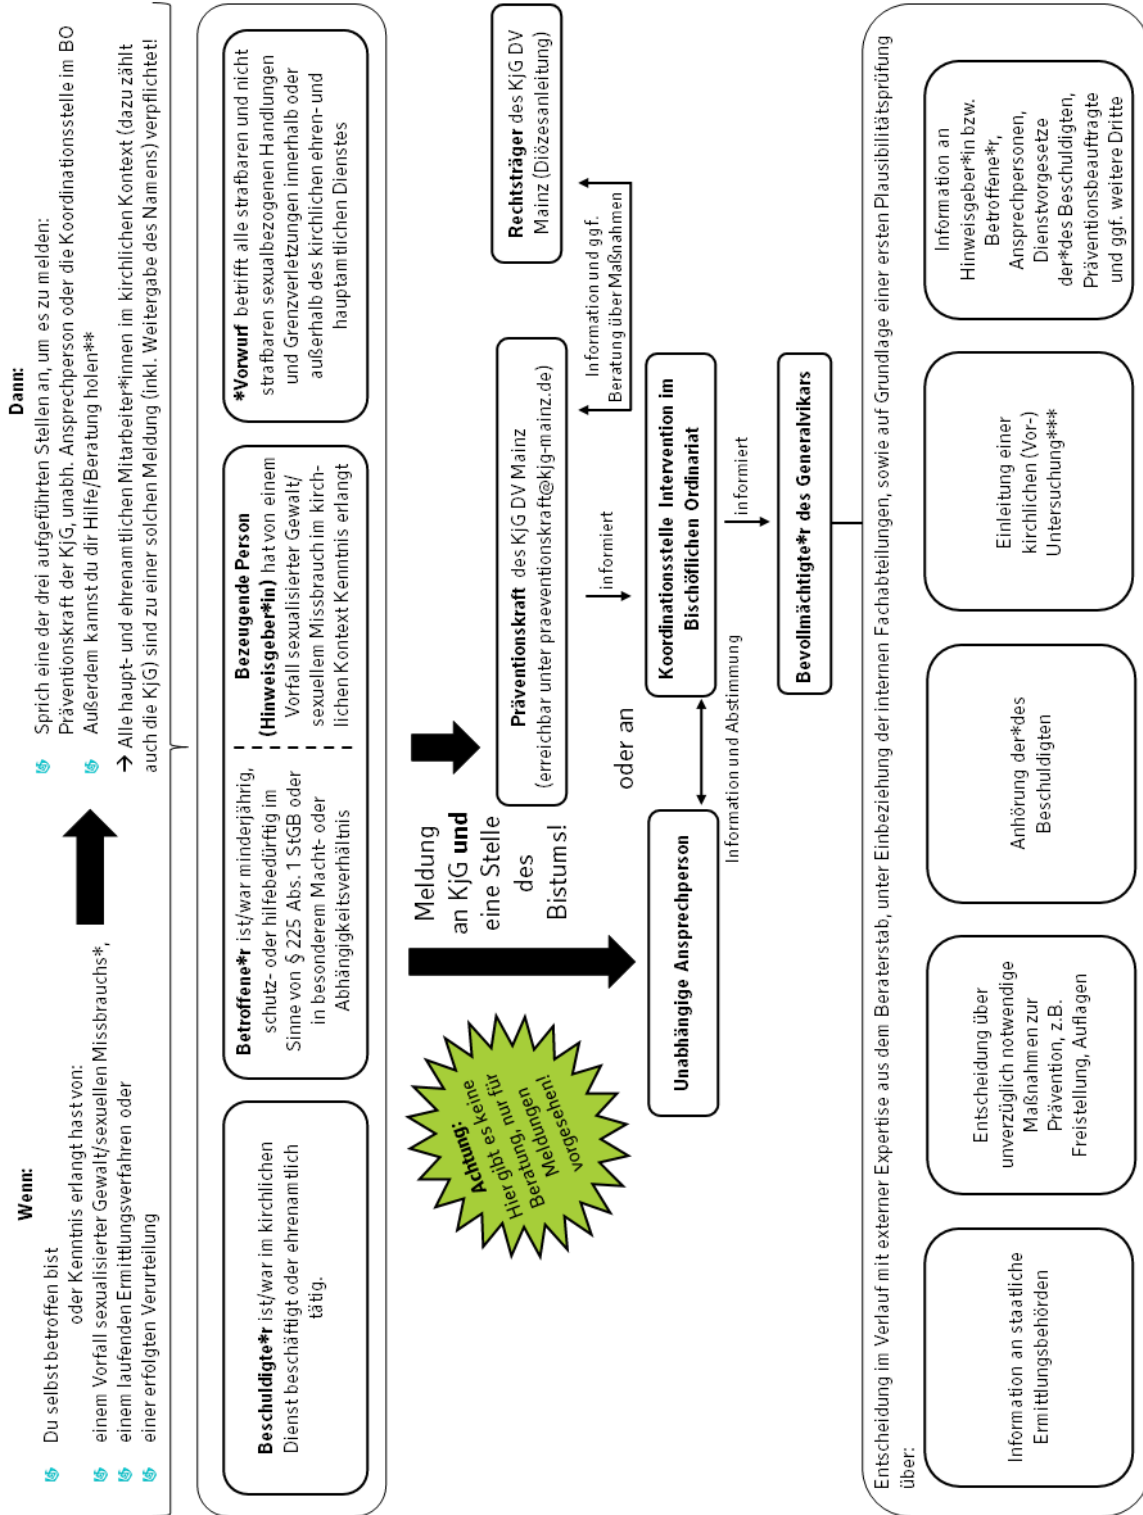 Wenn:
Du selbst betroffen bist
oder Kenntnis erlangt hast von:
einem Vorfall sexualisierter Gewalt/sexuellen Missbrauchs*,
einem laufenden Ermittlungsverfahren oder
einer erfolgten Verurteilung
Dann:
Sprich eine der drei aufgeführten Stellen an, um es zu melden:
Präventionskraft der KjG, unabh. Ansprechperson oder die Koordinationsstelle im BO
Außerdem kannst du dir Hilfe/Beratung holen**
→ Alle haupt- und ehrenamtlichen Mitarbeiter*innen im kirchlichen Kontext (dazu zählt
auch die KjG) sind zu einer solchen Meldung (inkl. Weitergabe des Namens) verpflichtet!
Beschuldigte*r ist/war im kirchlichen
Dienst beschäftigt oder ehrenamtlich
tätig.
Betroffene*r ist/war minderjährig,
schutz- oder hilfebedürftig im
Sinne von § 225 Abs. 1 StGB oder
in besonderem Macht- oder
Abhängigkeitsverhältnis
Bezeugende Person
(Hinweisgeber*in) hat von einem
Vorfall sexualisierter Gewalt/
sexuellem Missbrauch im kirch-
lichen Kontext Kenntnis erlangt
*Vorwurf betrifft alle strafbaren und nicht
strafbaren sexualbezogenen Handlungen
und Grenzverletzungen innerhalb oder
außerhalb des kirchlichen ehren- und
hauptamtlichen Dienstes
Achtung:
Hier gibt es keine
Beratung, nur für
Meldungen
vorgesehen!
Meldung
an KjG und
eine Stelle
des
Bistums!
Präventionskraft des KjG DV Mainz
(erreichbar unter praeventionskraft@kjg-mainz.de)
Rechtsträger des KjG DV
Mainz (Diözesanleitung)
Information und ggf.
Beratung über Maßnahmen
informiert
oder an
Unabhängige Ansprechperson
Information und Abstimmung
Koordinationsstelle Intervention im
Bischöflichen Ordinariat
informiert
Bevollmächtigte*r des Generalvikars
Entscheidung im Verlauf mit externer Expertise aus dem Beraterstab, unter Einbeziehung der internen Fachabteilungen, sowie auf Grundlage einer ersten Plausibilitätsprüfung
über:
Information an staatliche
Ermittlungsbehörden
Entscheidung über
unverzüglich notwendige
Maßnahmen zur
Prävention, z.B.
Freistellung, Auflagen
Anhörung der*des
Beschuldigten
Einleitung einer
kirchlichen (Vor-)
Untersuchung***
Information an
Hinweisgeber*in bzw.
Betroffene*r,
Ansprechpersonen,
Dienstvorgesetze
der*des Beschuldigten,
Präventionsbeauftragte
und ggf. weitere Dritte